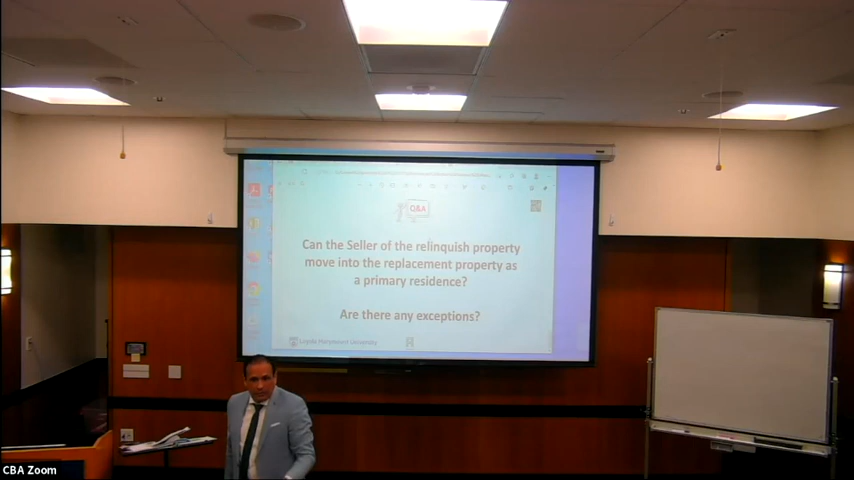 Q&A
Can the Seller of the relinquish property
move into the replacement property as
a primary residence?
Are there any exceptions?
Loyola Marymount University
CBA Zoom